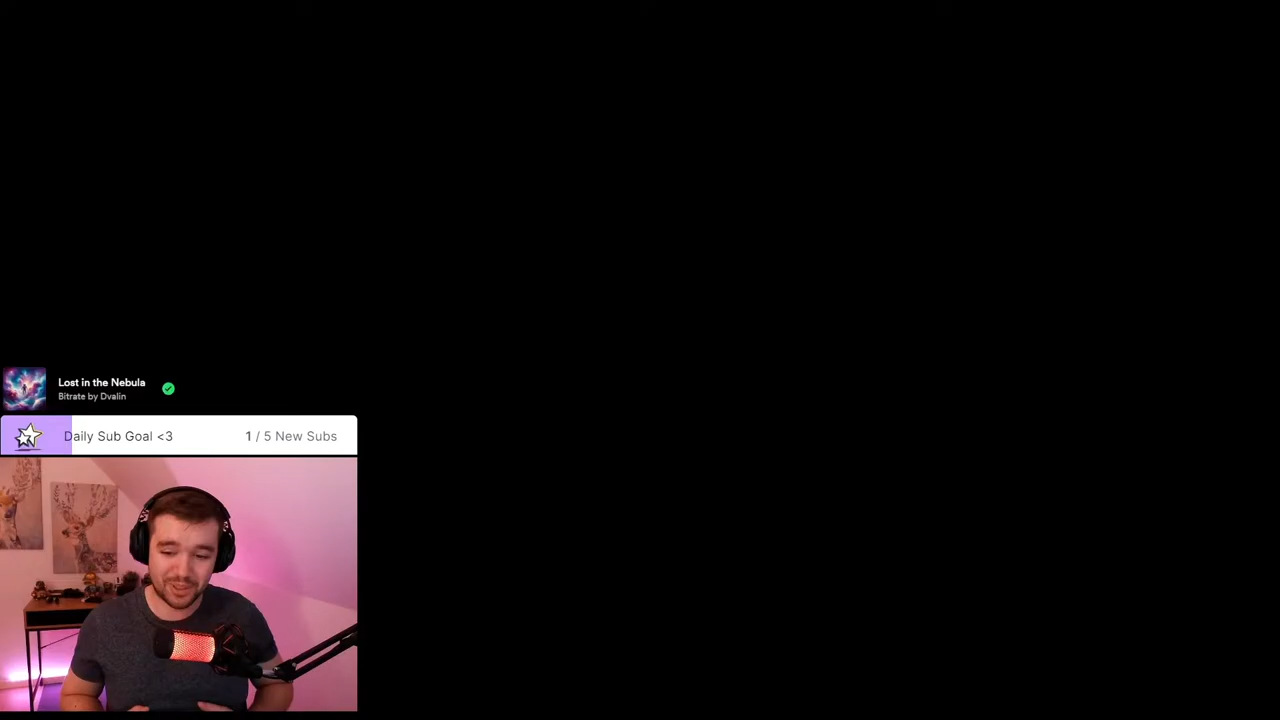 Lost in the Nebula
Bitrate by Dvalin
Daily Sub Goal <3 1 / 5 New Subs